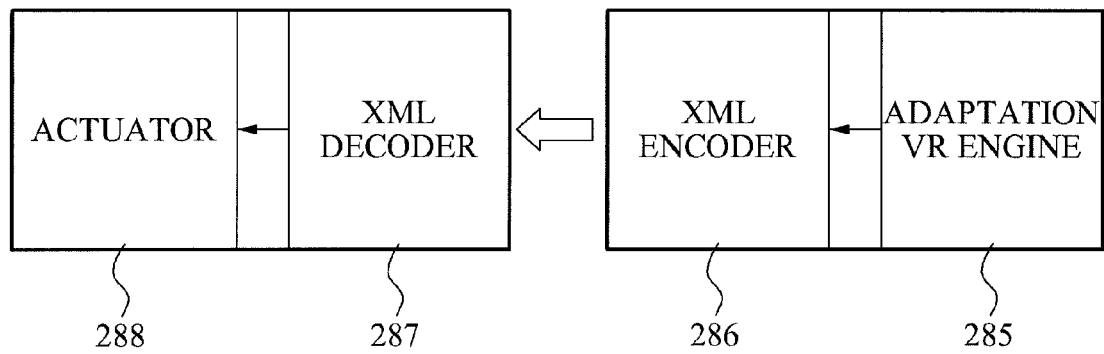 ACTUATOR
XML
DECODER
XML
ENCODER
ADAPTATION
VR ENGINE
288
287
286
285